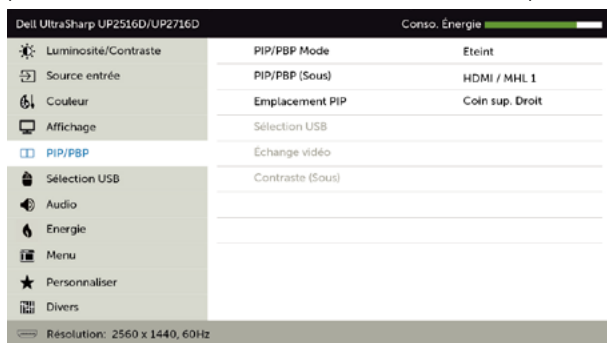 Dell UltraSharp UP2516D/UP2716D Conso. Énergie
Luminosité/Contraste PIP/PBP Mode Eteint
Source entrée PIP/PBP (Sous) HDMI / MHL 1
Couleur Emplacement PIP Coin sup. Droit
Affichage Sélection USB
PIP/PBP Échange vidéo
Sélection USB Contraste (Sous)
Audio
Energie
Menu
Personnaliser
Divers
Résolution: 2560 x 1440, 60Hz